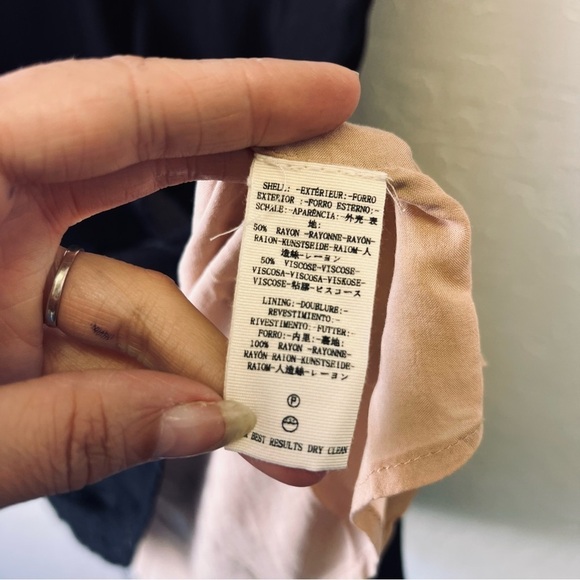 SHELL: -EXTÉRIEUR:-FORRO
EXTERIOR :-FORRO ESTERNO:-
SCHALE:-APARÊNCIA:-外売 表
地:
50% RAYON -RAYONNE-RAYÓN-
RAION-KUNSTSEIDE-RAIOM-人
造絲-レーヨン
50% VISCOSE-VISCOSE-
VISCOSA-VISCOSA-VISKOSE-
VISCOSE-粘膠-ビスコース
LINING:-DOUBLURE:-
REVESTIMIENTO:-
RIVESTIMENTO:-FUTTER:-
FORRO:-内里:-裏地:
100% RAYON -RAYONNE-
RAYÓN RAION-KUNSTSEIDE-
RAIOM-人造絲-レーヨン
P
BEST RESULTS DRY CLEAN